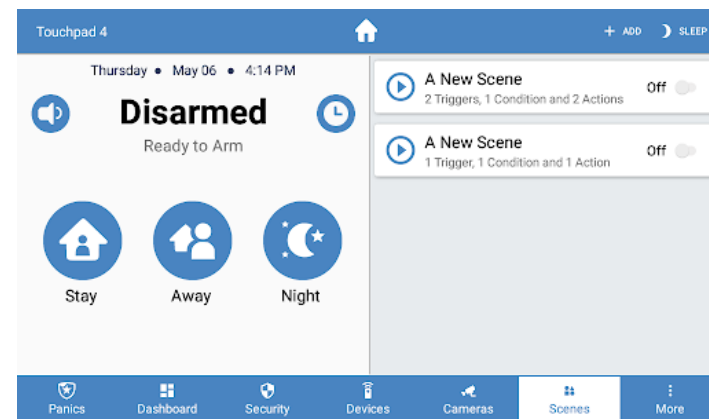 Touchpad 4
+ ADD
SLEEP
Thursday • May 06 • 4:14 PM
Disarmed
Ready to Arm
Stay
Away
Night
A New Scene
2 Triggers, 1 Condition and 2 Actions
Off
A New Scene
1 Trigger, 1 Condition and 1 Action
Off
Panics
Dashboard
Security
Devices
Cameras
Scenes
More